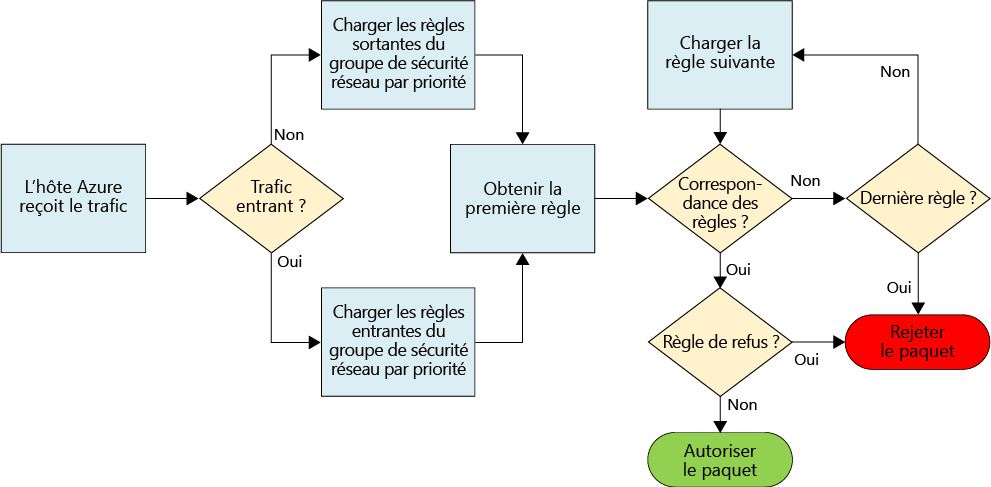 L'hôte Azure
reçoit le trafic
Trafic
entrant ?
Non
Oui
Charger les règles
sortantes du
groupe de sécurité
réseau par priorité
Charger les règles
entrantes du
groupe de sécurité
réseau par priorité
Obtenir la
première règle
Charger la
règle suivante
Correspon-
dance des
règles ?
Non
Oui
Dernière règle ?
Non
Oui
Règle de refus ?
Oui
Non
Rejeter
le paquet
Autoriser
le paquet